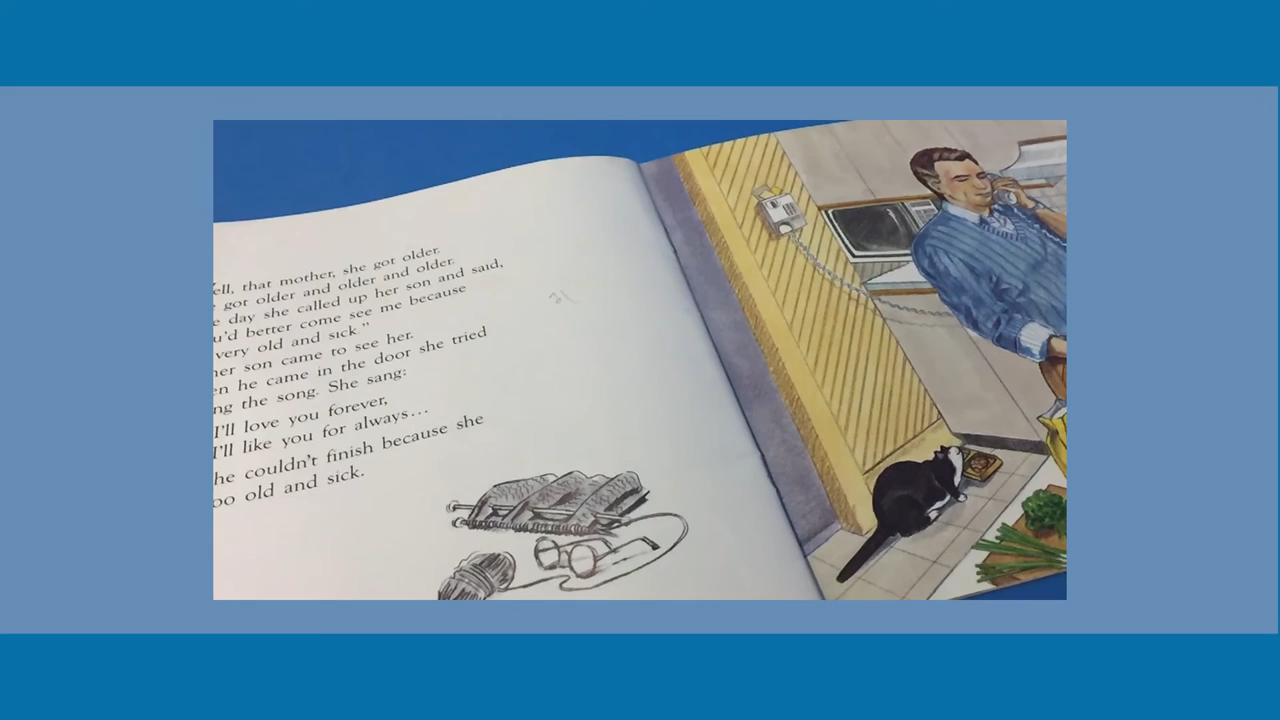 ell, that mother, she got older.
e got older and older and older.
e day she called up her son and said,
u'd better come see me because
very old and sick."
her son came to see her.
en he came in the door she tried
ng the song. She sang:
I'll love you forever,
I'll like you for always...
he couldn't finish because she
oo old and sick.